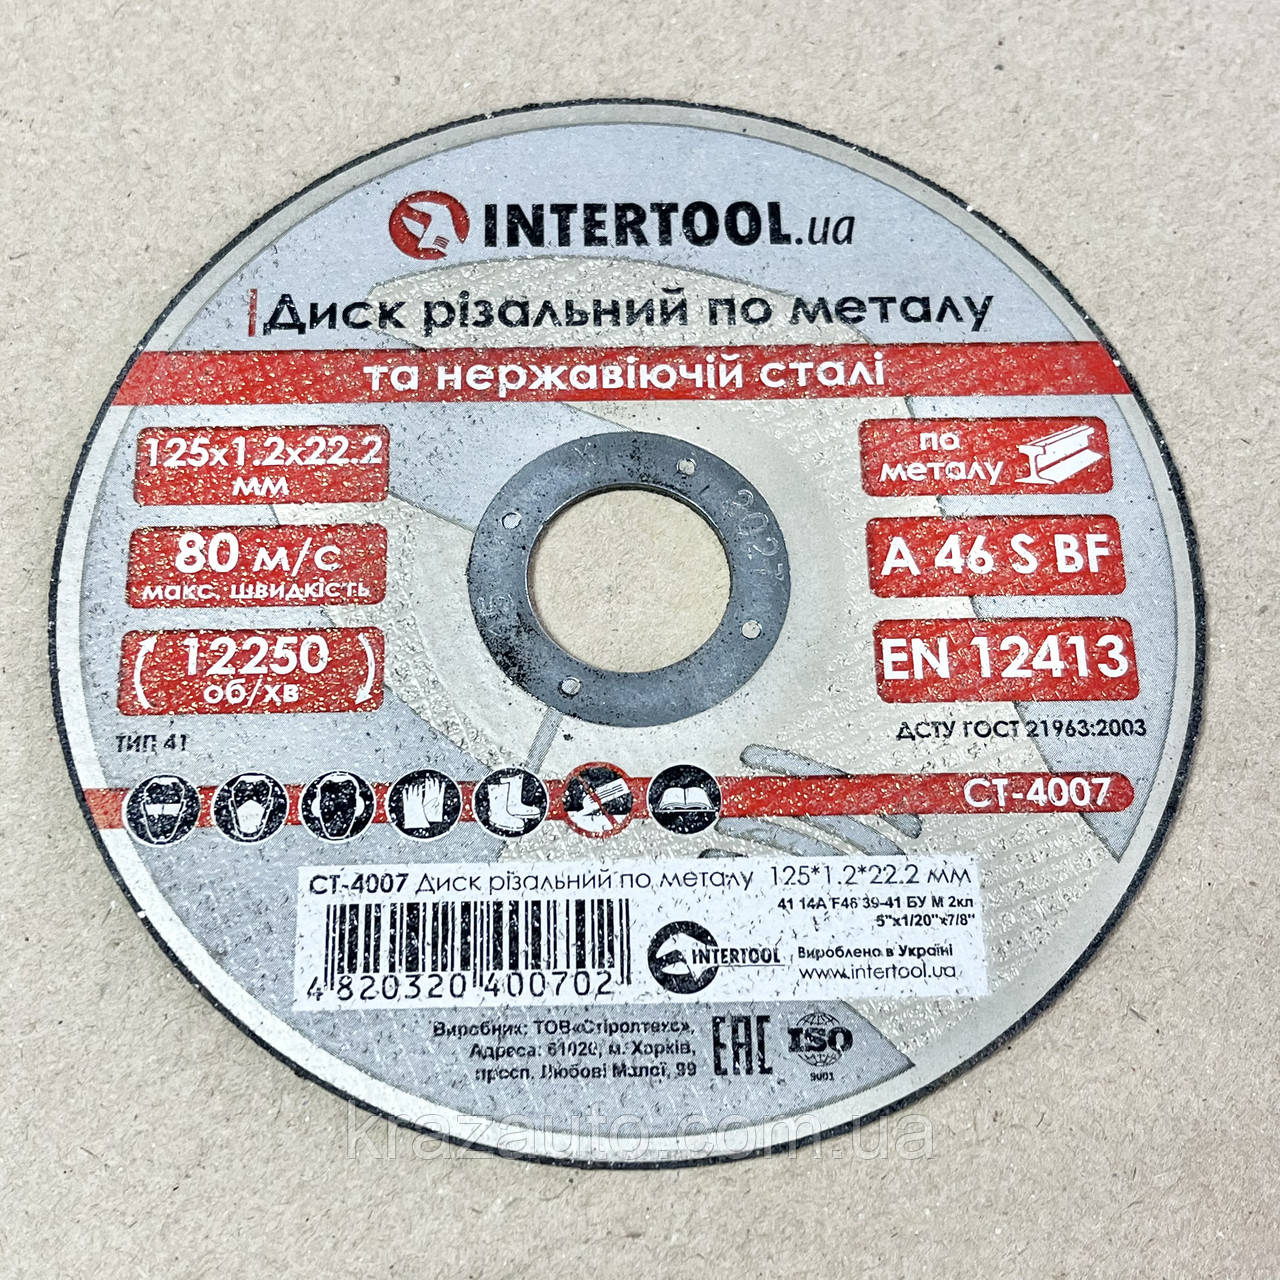 INTERTOOL.ua
Диск різальний по металу
та нержавіючій сталі
125x1.2x22.2
мм
по
металу
80 м/с
макс. швидкість
A 46 S BF
12250
об/хв
EN 12413
ТИП 41
ДСТУ ГОСТ 21963:2003
2027
CT-4007
CT-4007 Диск різальний по металу 125*1.2*22.2 мм
41 14A F46 39-41 БУ М 2кл
5"x1/20"x7/8"
INTERTOOL
Вироблено в Україні
www.intertool.ua
4 820320 400702
Виробник: ТОВ«Стіролтекс»,
Адреса: 61020, м. Харків,
просп. Любові Малої, 99
EAC
ISO
9001
krazauto.com.ua